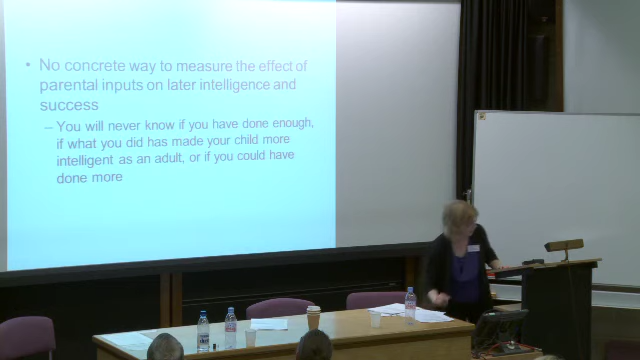 • No concrete way to measure the effect of
parental inputs on later intelligence and
success
– You will never know if you have done enough,
if what you did has made your child more
intelligent as an adult, or if you could have
done more